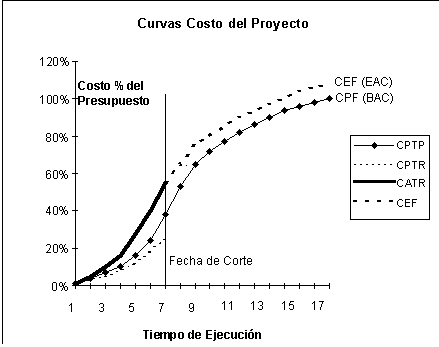 Curvas Costo del Proyecto
120%
100%
80%
60%
40%
20%
0%
Costo % del
Presupuesto
CEF (EAC)
CPF (BAC)
CPTP
CPTR
CATR
CEF
Fecha de Corte
1 3 5 7 9 11 13 15 17
Tiempo de Ejecución